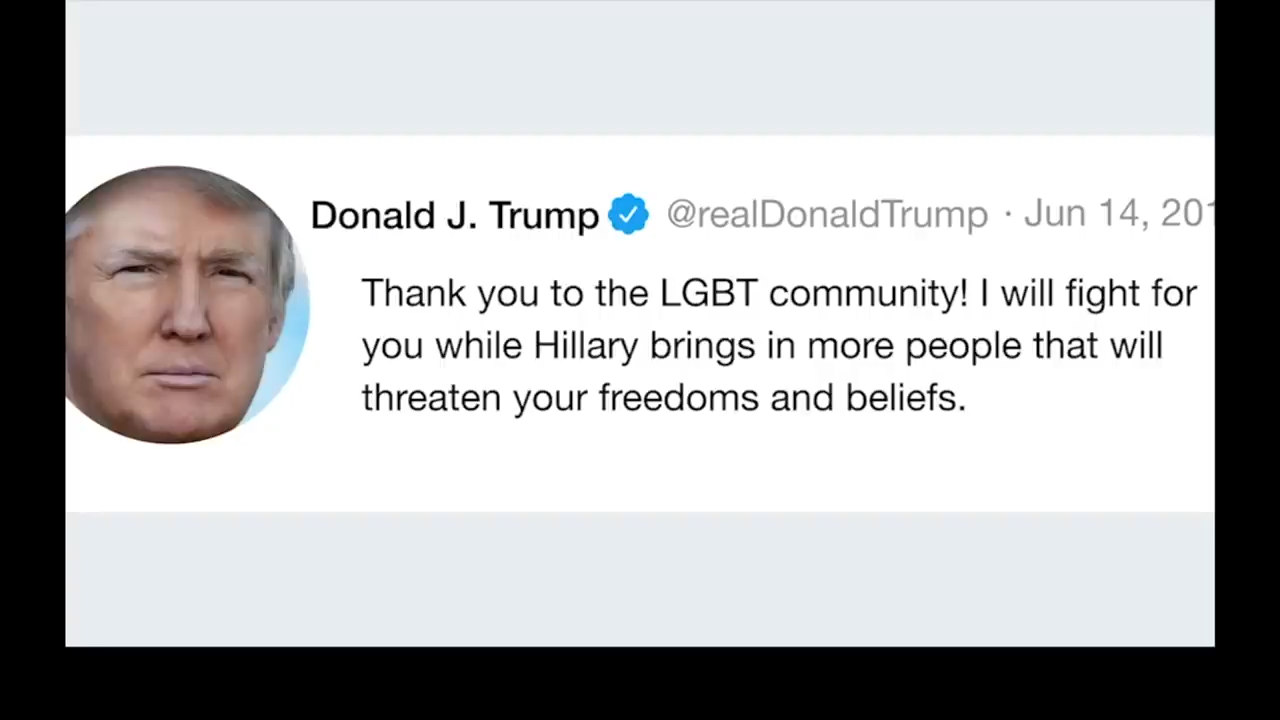 Donald J. Trump @realDonaldTrump · Jun 14, 201
Thank you to the LGBT community! I will fight for
you while Hillary brings in more people that will
threaten your freedoms and beliefs.